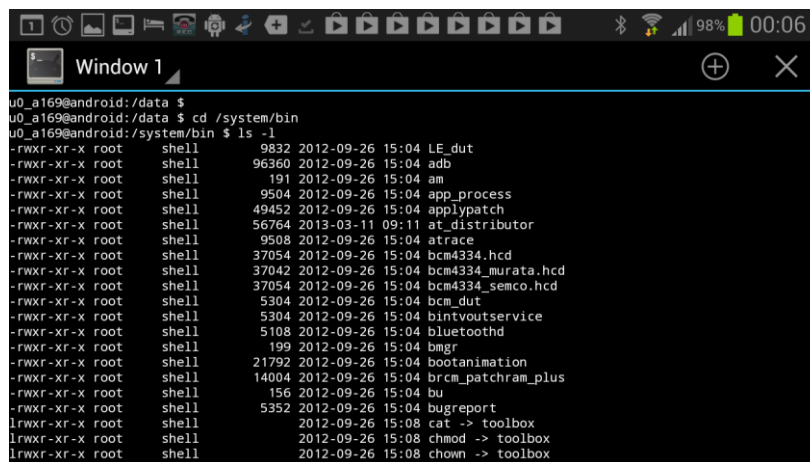 1 98% 00:06
Window 1
u0_a169@android:/data $
u0_a169@android:/data $ cd /system/bin
u0_a169@android:/system/bin $ ls -l
-rwxr-xr-x root     shell        9832 2012-09-26 15:04 LE_dut
-rwxr-xr-x root     shell       96360 2012-09-26 15:04 adb
-rwxr-xr-x root     shell         191 2012-09-26 15:04 am
-rwxr-xr-x root     shell        9504 2012-09-26 15:04 app_process
-rwxr-xr-x root     shell       49452 2012-09-26 15:04 applypatch
-rwxr-xr-x root     shell       56764 2013-03-11 09:11 at_distributor
-rwxr-xr-x root     shell        9508 2012-09-26 15:04 atrace
-rwxr-xr-x root     shell       37054 2012-09-26 15:04 bcm4334.hcd
-rwxr-xr-x root     shell       37042 2012-09-26 15:04 bcm4334_murata.hcd
-rwxr-xr-x root     shell       37054 2012-09-26 15:04 bcm4334_semco.hcd
-rwxr-xr-x root     shell        5304 2012-09-26 15:04 bcm_dut
-rwxr-xr-x root     shell        5304 2012-09-26 15:04 bintvoutservice
-rwxr-xr-x root     shell        5108 2012-09-26 15:04 bluetoothd
-rwxr-xr-x root     shell         199 2012-09-26 15:04 bmgr
-rwxr-xr-x root     shell       21792 2012-09-26 15:04 bootanimation
-rwxr-xr-x root     shell       14004 2012-09-26 15:04 brcm_patchram_plus
-rwxr-xr-x root     shell         156 2012-09-26 15:04 bu
-rwxr-xr-x root     shell        5352 2012-09-26 15:04 bugreport
lrwxr-xr-x root     shell             2012-09-26 15:08 cat -> toolbox
lrwxr-xr-x root     shell             2012-09-26 15:08 chmod -> toolbox
lrwxr-xr-x root     shell             2012-09-26 15:08 chown -> toolbox